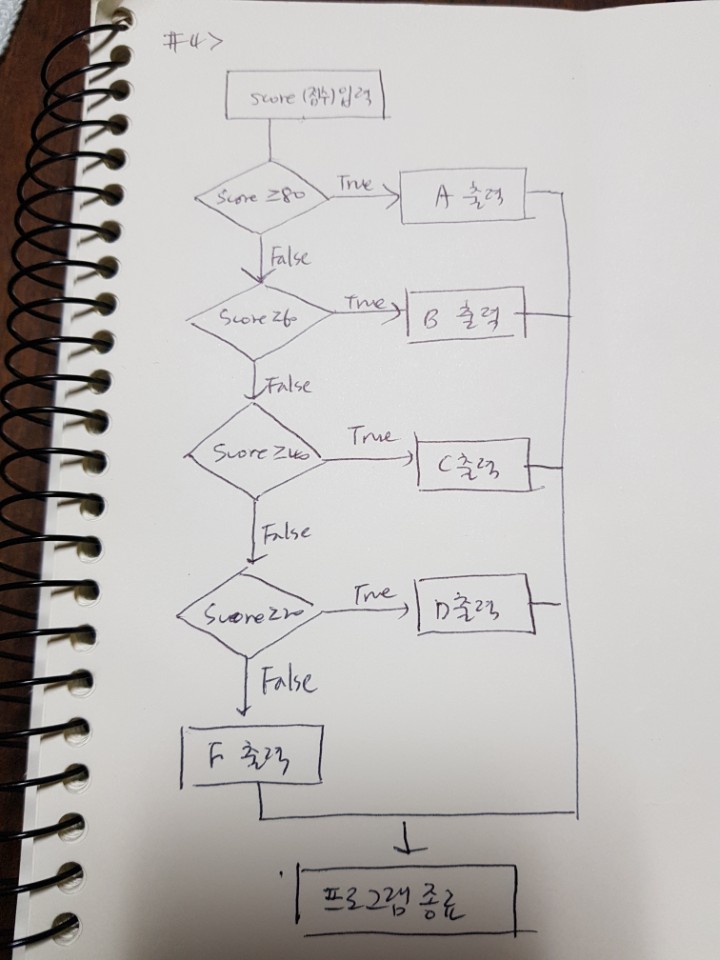 #4>
score (점수) 입력
Score ≥80
True
A 출력
False
Score ≥60
True
B 출력
False
Score ≥40
True
C 출력
False
Score ≥20
True
D 출력
False
F 출력
프로그램 종료